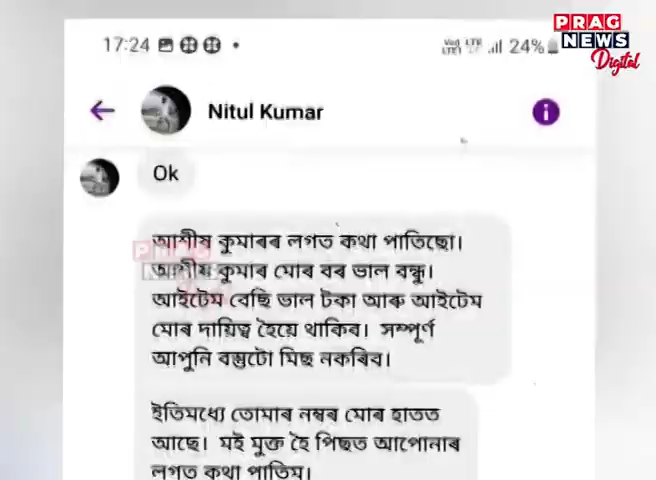 17:24
24%
PRAG
NEWS
Digital
Nitul Kumar
Ok
আশীষ কুমাৰৰ লগত কথা পাতিছো।
আশীষ কুমাৰ মোৰ বৰ ভাল বন্ধু।
আইটেম বেছি ভাল টকা আৰু আইটেম
মোৰ দায়িত্ব হৈয়ে থাকিব। সম্পূৰ্ণ
আপুনি বস্তুটো মিছ নকৰিব।
ইতিমধ্যে তোমাৰ নম্বৰ মোৰ হাতত
আছে। মই মুক্ত হৈ পিছত আপোনাৰ
লগত কথা পাতিম।